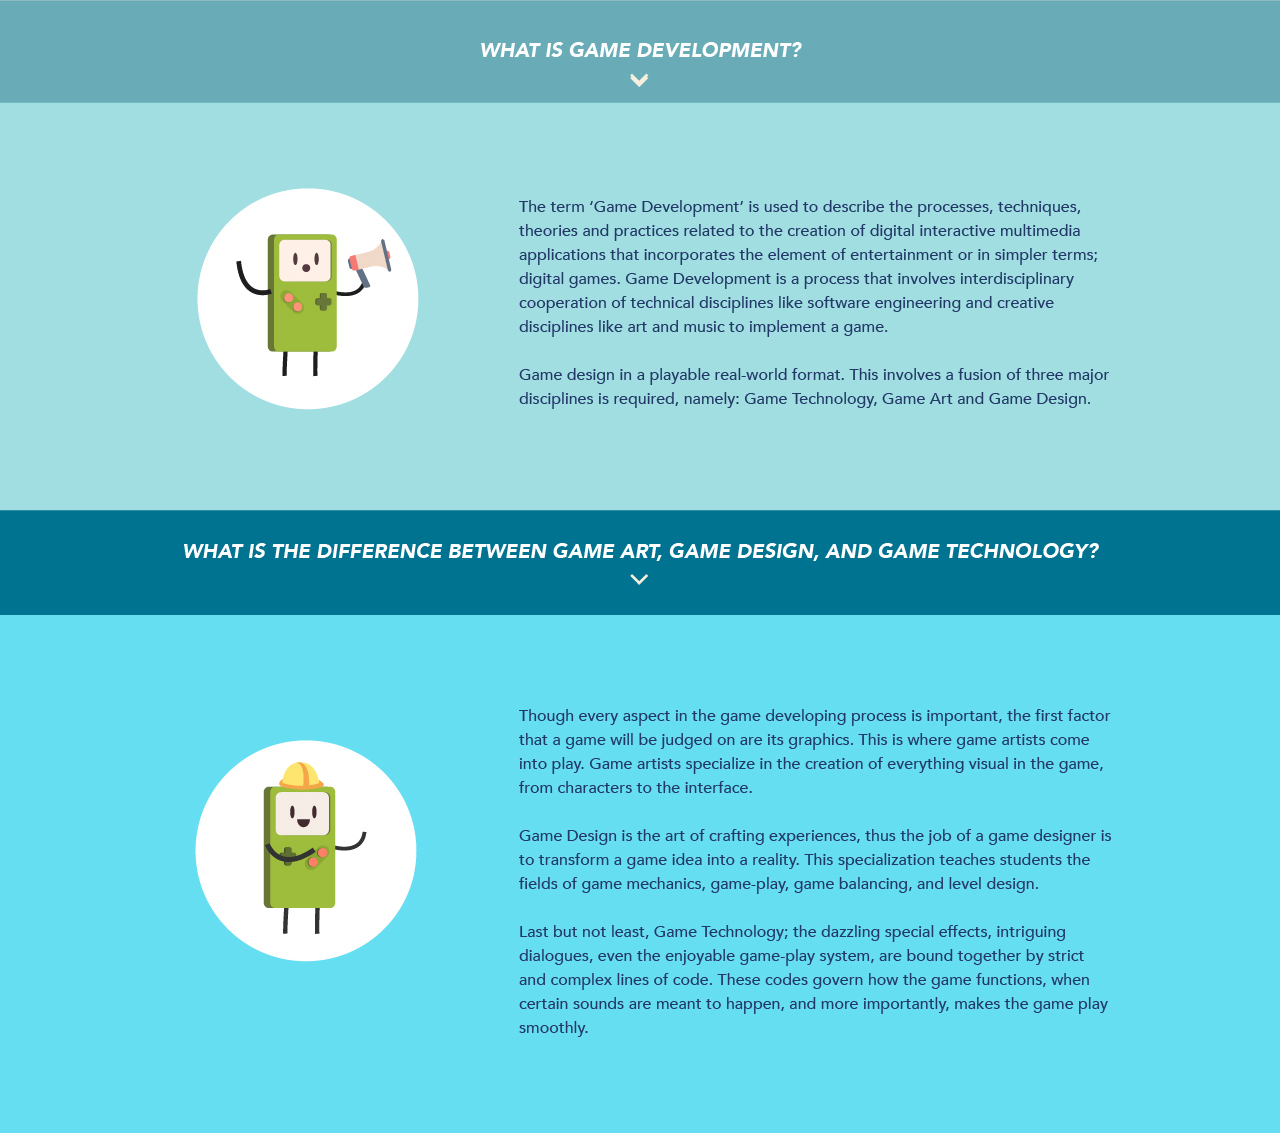 WHAT IS GAME DEVELOPMENT?
The term ‘Game Development’ is used to describe the processes, techniques,
theories and practices related to the creation of digital interactive multimedia
applications that incorporates the element of entertainment or in simpler terms;
digital games. Game Development is a process that involves interdisciplinary
cooperation of technical disciplines like software engineering and creative
disciplines like art and music to implement a game.
Game design in a playable real-world format. This involves a fusion of three major
disciplines is required, namely: Game Technology, Game Art and Game Design.
WHAT IS THE DIFFERENCE BETWEEN GAME ART, GAME DESIGN, AND GAME TECHNOLOGY?
Though every aspect in the game developing process is important, the first factor
that a game will be judged on are its graphics. This is where game artists come
into play. Game artists specialize in the creation of everything visual in the game,
from characters to the interface.
Game Design is the art of crafting experiences, thus the job of a game designer is
to transform a game idea into a reality. This specialization teaches students the
fields of game mechanics, game-play, game balancing, and level design.
Last but not least, Game Technology; the dazzling special effects, intriguing
dialogues, even the enjoyable game-play system, are bound together by strict
and complex lines of code. These codes govern how the game functions, when
certain sounds are meant to happen, and more importantly, makes the game play
smoothly.